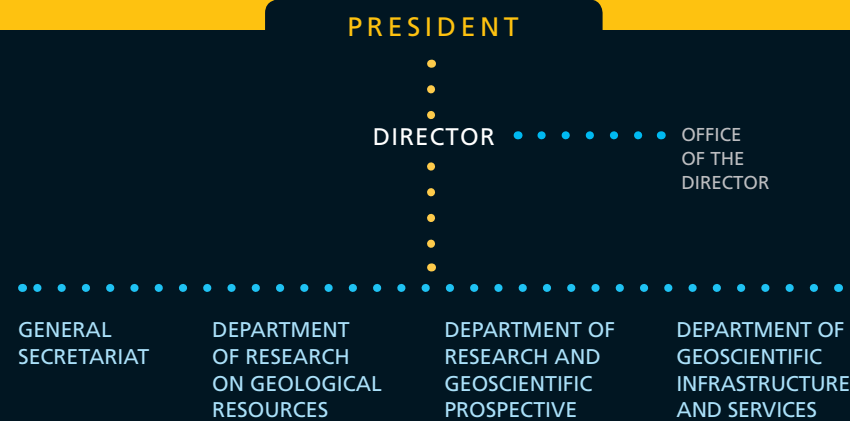 PRESIDENT
DIRECTOR
OFFICE
OF THE
DIRECTOR
GENERAL
SECRETARIAT
DEPARTMENT
OF RESEARCH
ON GEOLOGICAL
RESOURCES
DEPARTMENT OF
RESEARCH AND
GEOSCIENTIFIC
PROSPECTIVE
DEPARTMENT OF
GEOSCIENTIFIC
INFRASTRUCTURE
AND SERVICES